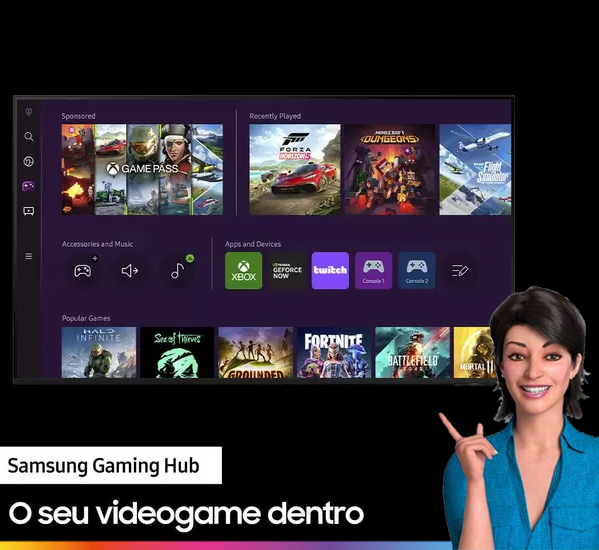 Sponsored
Recently Played
GAME PASS
FORZA
HORIZON 5
MINECRAFT
DUNGEONS
Flight
Simulator
Accessories and Music
Apps and Devices
XBOX
GEFORCE
NOW
twitch
Console 1
Console 2
Popular Games
HALO
INFINITE
Sea of Thieves
GROUNDED
FORTNITE
BATTLEFIELD
MORTAL
11
Samsung Gaming Hub
O seu videogame dentro